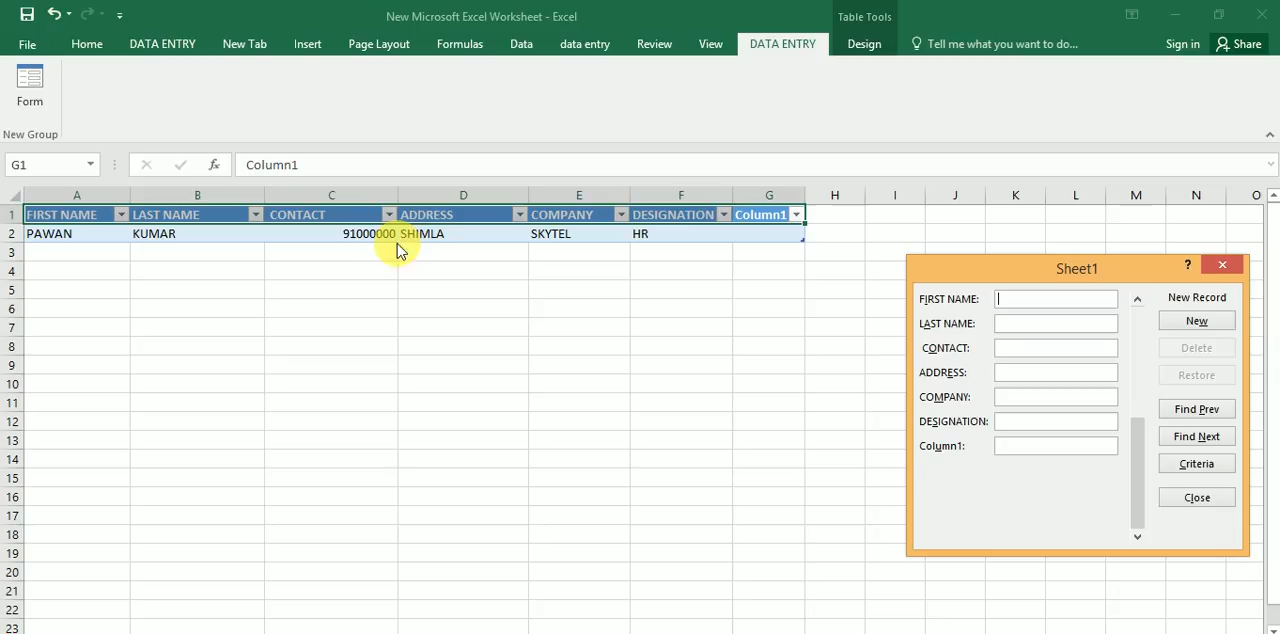 New Microsoft Excel Worksheet - Excel
Table Tools
File Home DATA ENTRY New Tab Insert Page Layout Formulas Data data entry Review View DATA ENTRY Design Tell me what you want to do... Sign in Share
Form
New Group
G1 fx Column1
A B C D E F G H I J K L M N O
1 FIRST NAME LAST NAME CONTACT ADDRESS COMPANY DESIGNATION Column1
2 PAWAN KUMAR 91000000 SHIMLA SKYTEL HR
3
4
5
6
7
8
9
10
11
12
13
14
15
16
17
18
19
20
21
22
23
Sheet1 ?
FIRST NAME: New Record
LAST NAME: New
CONTACT: Delete
ADDRESS: Restore
COMPANY: Find Prev
DESIGNATION: Find Next
Column1: Criteria
Close